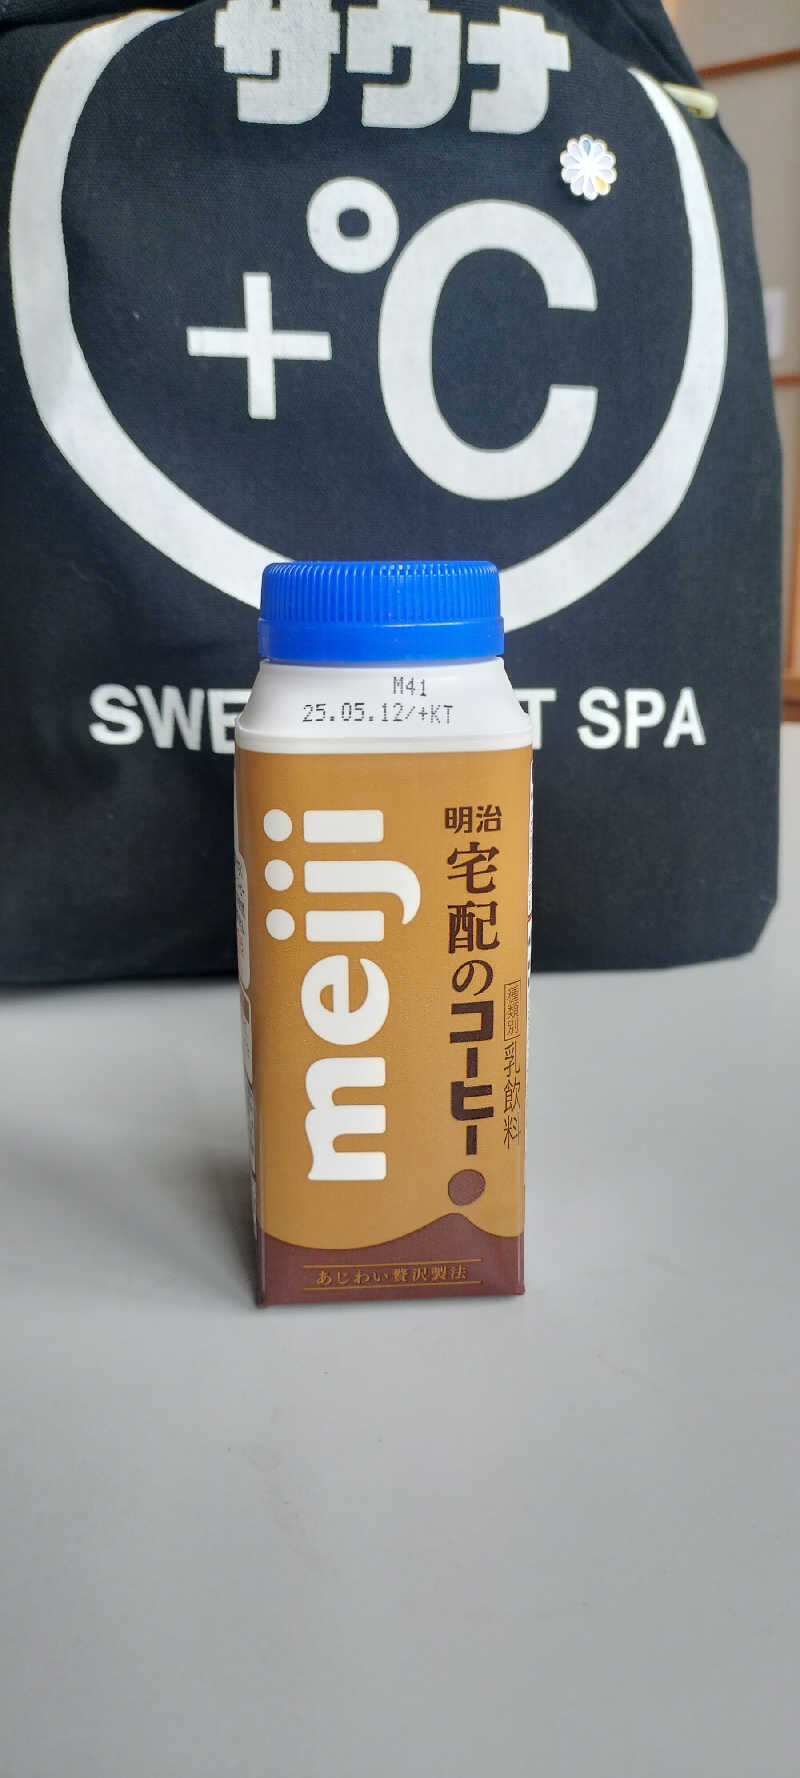 サウナ
+°C
SWE
T SPA
M41
25.05.12/+KT
meiji
明治
宅配のコーヒー
種類別
乳飲料
あじわい贅沢製法